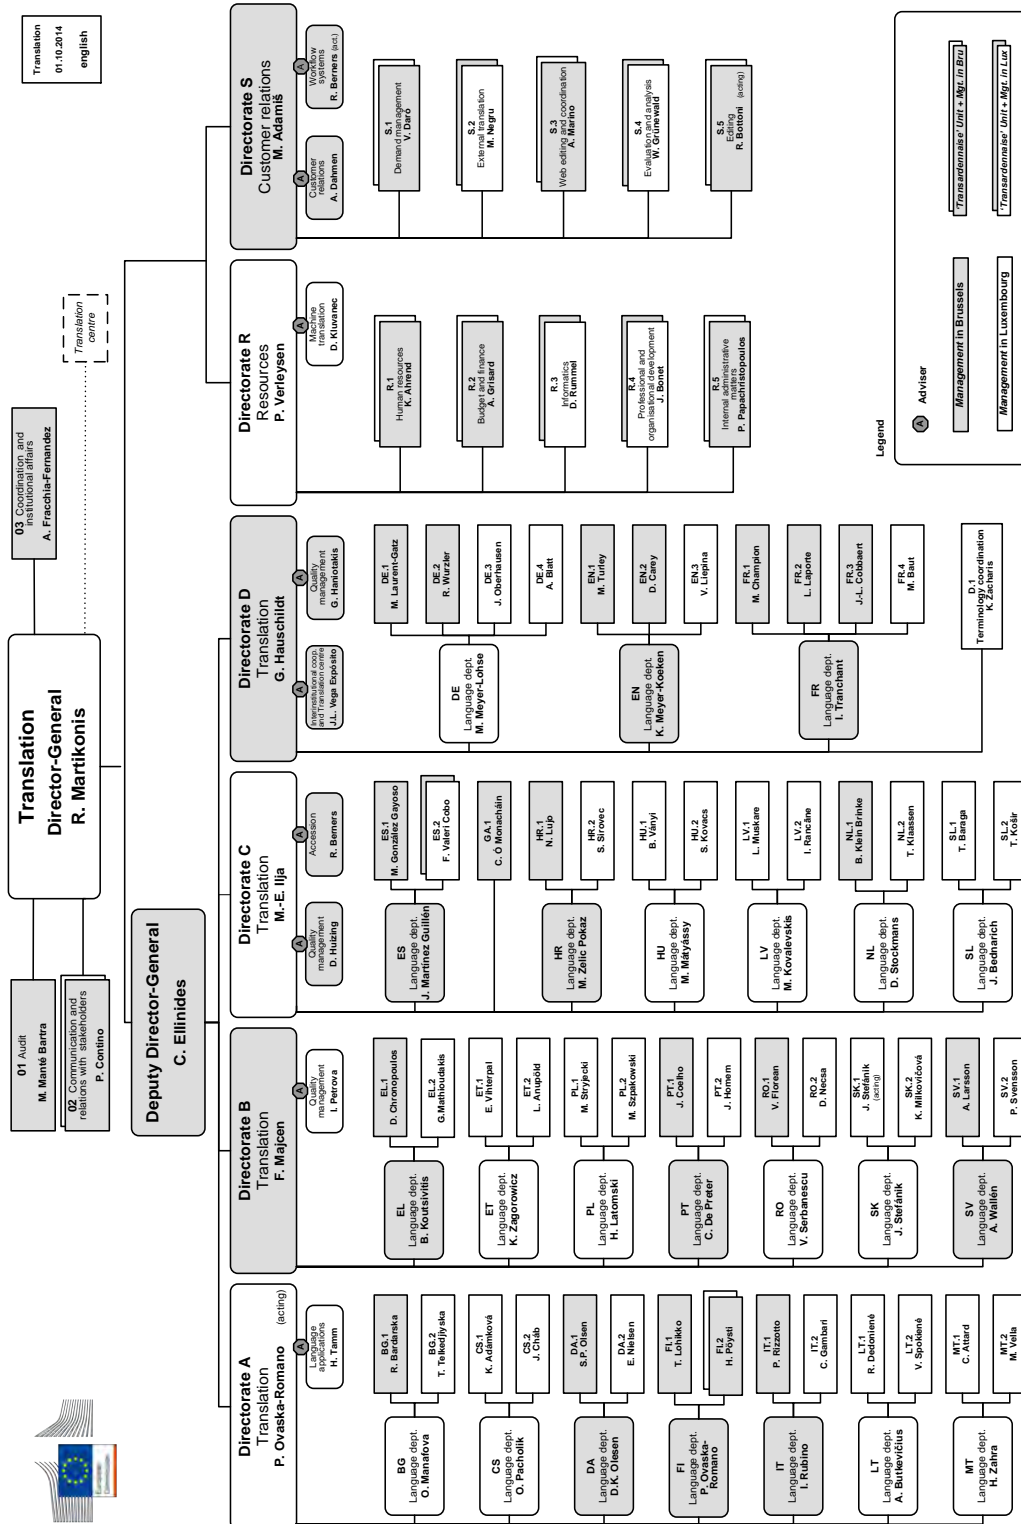 Translation
01.10.2014
english
Translation
Director-General
R. Martikonis
01 Audit
M. Manté Bartra
02 Communication and
relations with stakeholders
P. Contino
03 Coordination and
institutional affairs
A. Fracchia-Fernandez
Translation
centre
Deputy Director-General
C. Ellinides
Directorate A
Translation
P. Ovaska-Romano (acting)
A
Language
applications
H. Tamm
BG
Language dept.
O. Manafova
BG.1
R. Bardarska
BG.2
T. Telkedjiyska
CS
Language dept.
O. Pacholik
CS.1
K. Adámková
CS.2
J. Cháb
DA
Language dept.
D.K. Olesen
DA.1
S.P. Olsen
DA.2
E. Nielsen
FI
Language dept.
P. Ovaska-
Romano
FI.1
T. Lohikko
FI.2
H. Pöysti
IT
Language dept.
I. Rubino
IT.1
P. Rizzotto
IT.2
C. Gambari
LT
Language dept.
A. Butkevičius
LT.1
R. Dedonienė
LT.2
V. Spokienė
MT
Language dept.
H. Zahra
MT.1
C. Attard
MT.2
M. Vella
Directorate B
Translation
F. Majcen
A
Quality
management
I. Petrova
EL
Language dept.
B. Koutsivitis
EL.1
D. Chronopoulos
EL.2
G.Mathioudakis
ET
Language dept.
K. Zagorowicz
ET.1
E. Vihterpal
ET.2
L. Annupõld
PL
Language dept.
H. Latomski
PL.1
M. Stryjecki
PL.2
M. Szpakowski
PT
Language dept.
C. De Preter
PT.1
J. Coelho
PT.2
J. Homem
RO
Language dept.
V. Serbanescu
RO.1
V. Florean
RO.2
D. Necsa
SK
Language dept.
J. Stefánik
SK.1
J. Stefánik
(acting)
SK.2
K. Milkovičová
SV
Language dept.
A. Wallén
SV.1
A. Larsson
SV.2
P. Svensson
Directorate C
Translation
M.-E. Ilja
A
Quality
management
D. Huizing
A
Accession
R. Berners
ES
Language dept.
J. Martínez Guillén
ES.1
M. González Gayoso
ES.2
F. Valeri Cobo
GA.1
C. Ó Monacháin
HR
Language dept.
M. Zelic Pokaz
HR.1
N. Lujo
HR.2
S. Sirovec
HU
Language dept.
M. Mátyássy
HU.1
B. Ványi
HU.2
S. Kovacs
LV
Language dept.
M. Kovalevskis
LV.1
L. Muskare
LV.2
I. Rancāne
NL
Language dept.
D. Stockmans
NL.1
B. Klein Brinke
NL.2
T. Klaassen
SL
Language dept.
J. Bednarich
SL.1
T. Baraga
SL.2
T. Košir
Directorate D
Translation
G. Hauschildt
A
Interinstitutional coop.
and Translation centre
J.L. Vega Expósito
A
Quality
management
G. Haniotakis
DE
Language dept.
M. Meyer-Lohse
DE.1
M. Laurent-Gatz
DE.2
R. Wurzler
DE.3
J. Oberhausen
DE.4
A. Blatt
EN
Language dept.
K. Meyer-Koeken
EN.1
M. Turley
EN.2
D. Carey
EN.3
V. Liepina
FR
Language dept.
I. Tranchant
FR.1
M. Champion
FR.2
L. Laporte
FR.3
J.-L. Cobbaert
FR.4
M. Baut
D.1
Terminology coordination
K. Zacharis
Directorate R
Resources
P. Verleysen
A
Machine
translation
D. Kluvanec
R.1
Human resources
K. Ahrend
R.2
Budget and finance
A. Grisard
R.3
Informatics
D. Rummel
R.4
Professional and
organisational development
J. Bonet
R.5
Internal administrative
matters
P. Papachristopoulos
Directorate S
Customer relations
M. Adamiš
A
Customer
relations
A. Dahmen
A
Workflow
systems
R. Berners (act.)
S.1
Demand management
V. Daró
S.2
External translation
M. Negru
S.3
Web editing and coordination
A. Marino
S.4
Evaluation and analysis
W. Grünewald
S.5
Editing
R. Bottoni (acting)
Legend
A Adviser
Management in Brussels
'Transardennaise' Unit + Mgt. in Bru
Management in Luxembourg
'Transardennaise' Unit + Mgt. in Lux